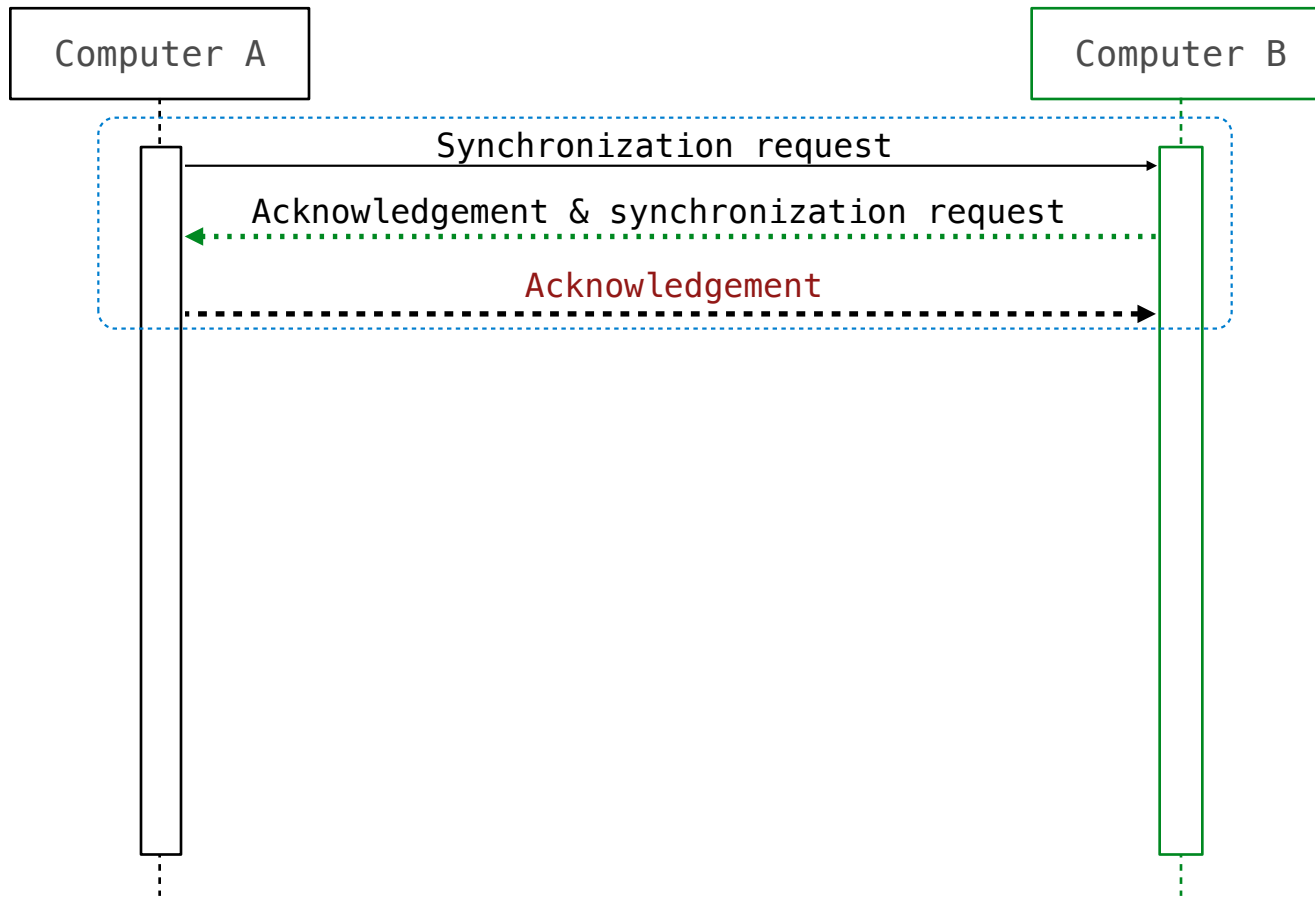 Computer A
Computer B
Synchronization request
Acknowledgement & synchronization request
Acknowledgement